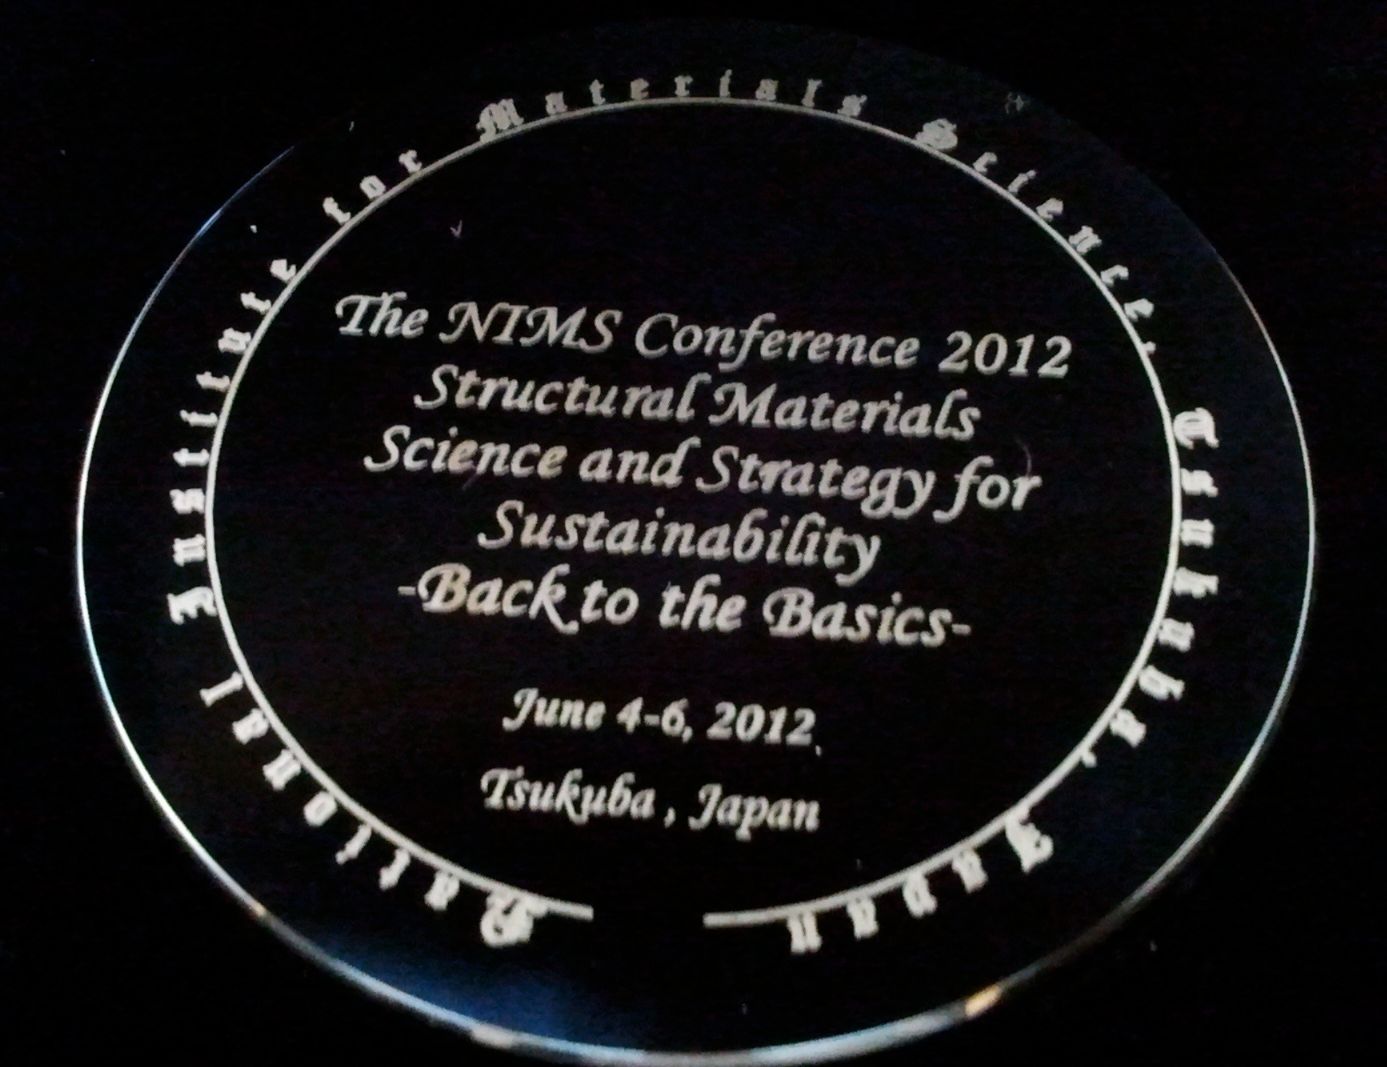 National Institute for Materials Science, Tsukuba, Japan
The NIMS Conference 2012
Structural Materials
Science and Strategy for
Sustainability
-Back to the Basics-
June 4-6, 2012
Tsukuba , Japan